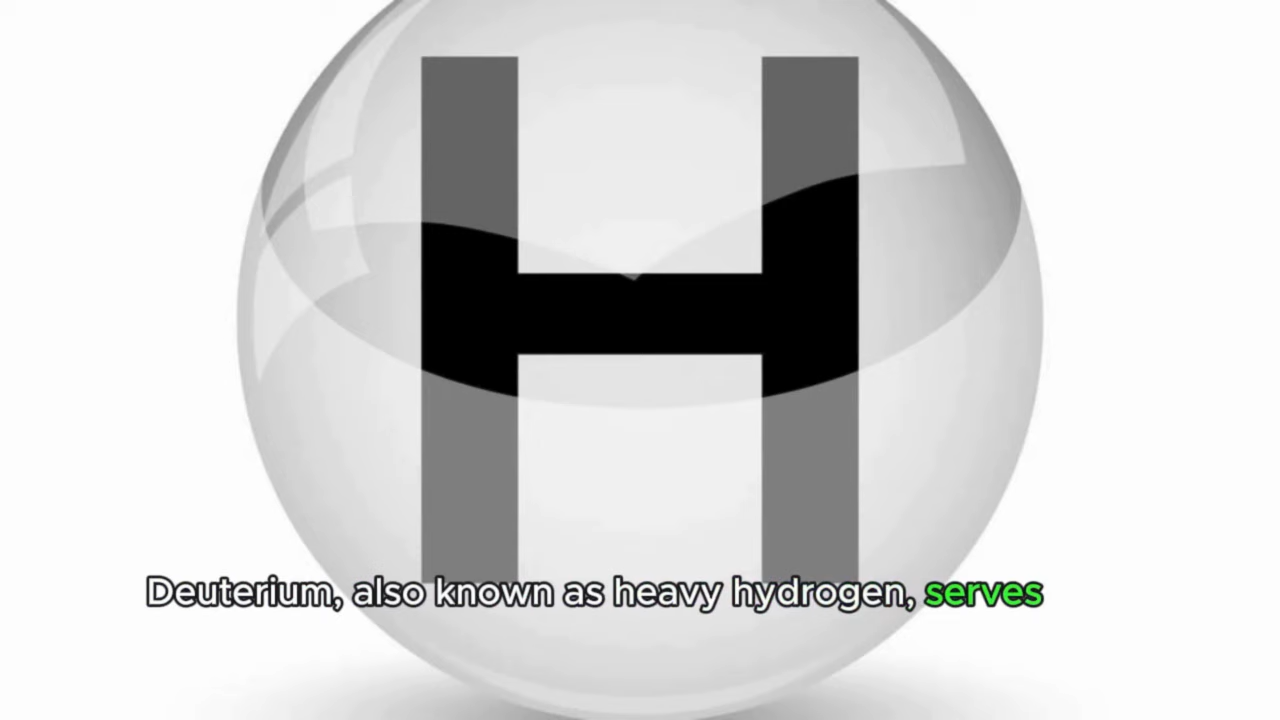 H
Deuterium, also known as heavy hydrogen, serves